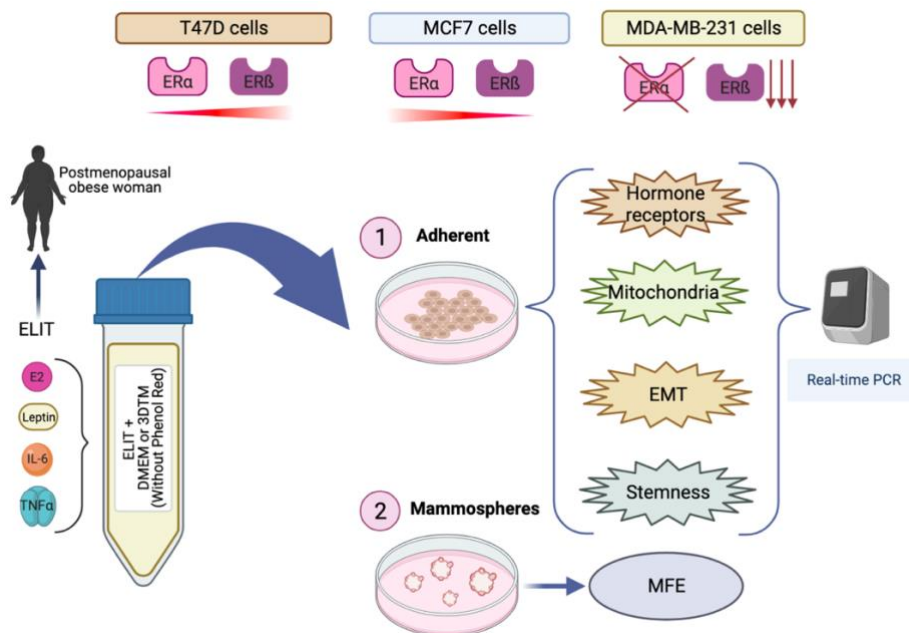 T47D cells
ERα
ERß
MCF7 cells
ERα
ERß
MDA-MB-231 cells
ERα
ERß
Postmenopausal
obese woman
ELIT
E2
Leptin
IL-6
TNFα
ELIT +
DMEM or 3DTM
(Without Phenol Red)
1
Adherent
2
Mammospheres
Hormone
receptors
Mitochondria
EMT
Stemness
MFE
Real-time PCR